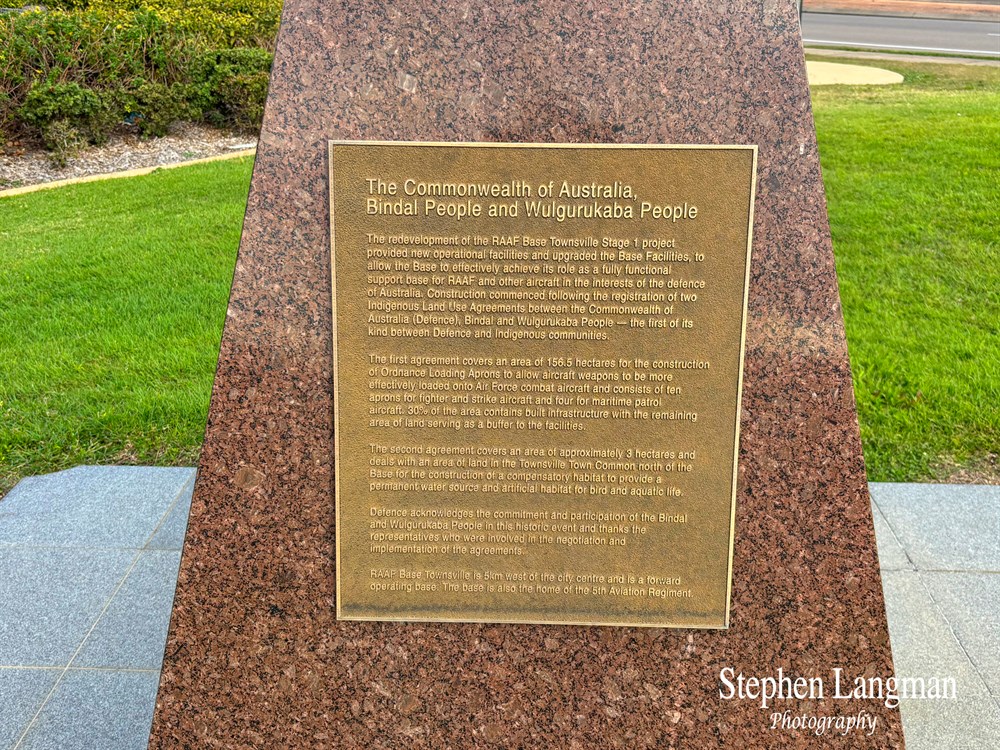 The Commonwealth of Australia,
Bindal People and Wulgurukaba People
The redevelopment of the RAAF Base Townsville Stage 1 project
provided new operational facilities and upgraded the Base Facilities, to
allow the Base to effectively achieve its role as a fully functional
support base for RAAF and other aircraft in the interests of the defence
of Australia. Construction commenced following the registration of two
Indigenous Land Use Agreements between the Commonwealth of
Australia (Defence), Bindal and Wulgurukaba People — the first of its
kind between Defence and Indigenous communities.
The first agreement covers an area of 156.5 hectares for the construction
of Ordnance Loading Aprons to allow aircraft weapons to be more
effectively loaded onto Air Force combat aircraft and consists of ten
aprons for fighter and strike aircraft and four for maritime patrol
aircraft. 30% of the area contains built infrastructure with the remaining
area of land serving as a buffer to the facilities.
The second agreement covers an area of approximately 3 hectares and
deals with an area of land in the Townsville Town Common north of the
Base for the construction of a compensatory habitat to provide a
permanent water source and artificial habitat for bird and aquatic life.
Defence acknowledges the commitment and participation of the Bindal
and Wulgurukaba People in this historic event and thanks the
representatives who were involved in the negotiation and
implementation of the agreements.
RAAF Base Townsville is 5km west of the city centre and is a forward
operating base. The base is also the home of the 5th Aviation Regiment.
Stephen Langman
Photography